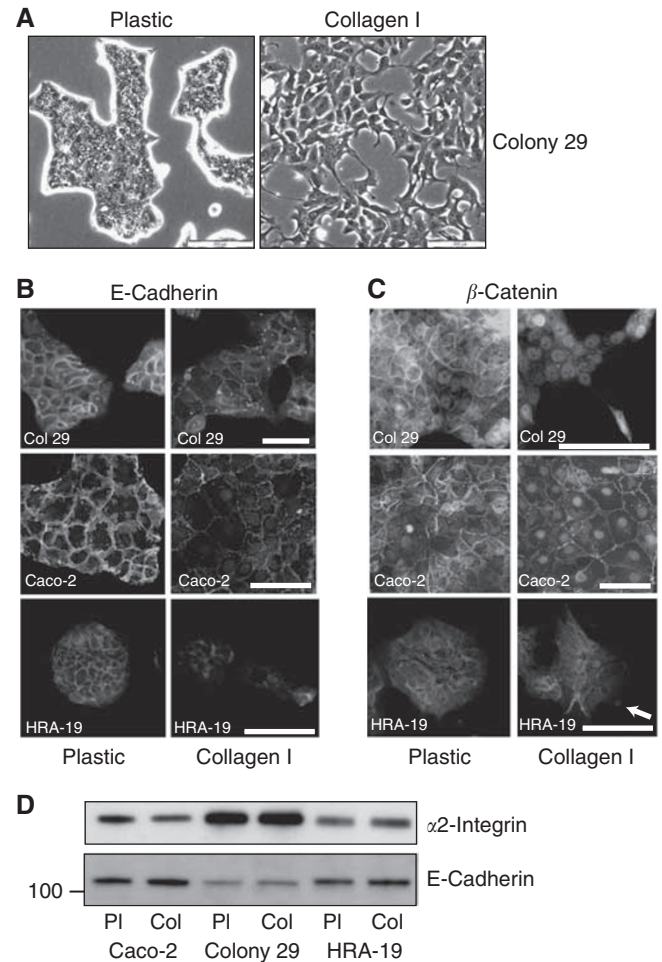 A
Plastic Collagen I
Colony 29
B
E-Cadherin
Col 29 Col 29
Caco-2 Caco-2
HRA-19 HRA-19
Plastic Collagen I
C
β-Catenin
Col 29 Col 29
Caco-2 Caco-2
HRA-19 HRA-19
Plastic Collagen I
D
α2-Integrin
E-Cadherin
100
Pl Col Pl Col Pl Col
Caco-2 Colony 29 HRA-19